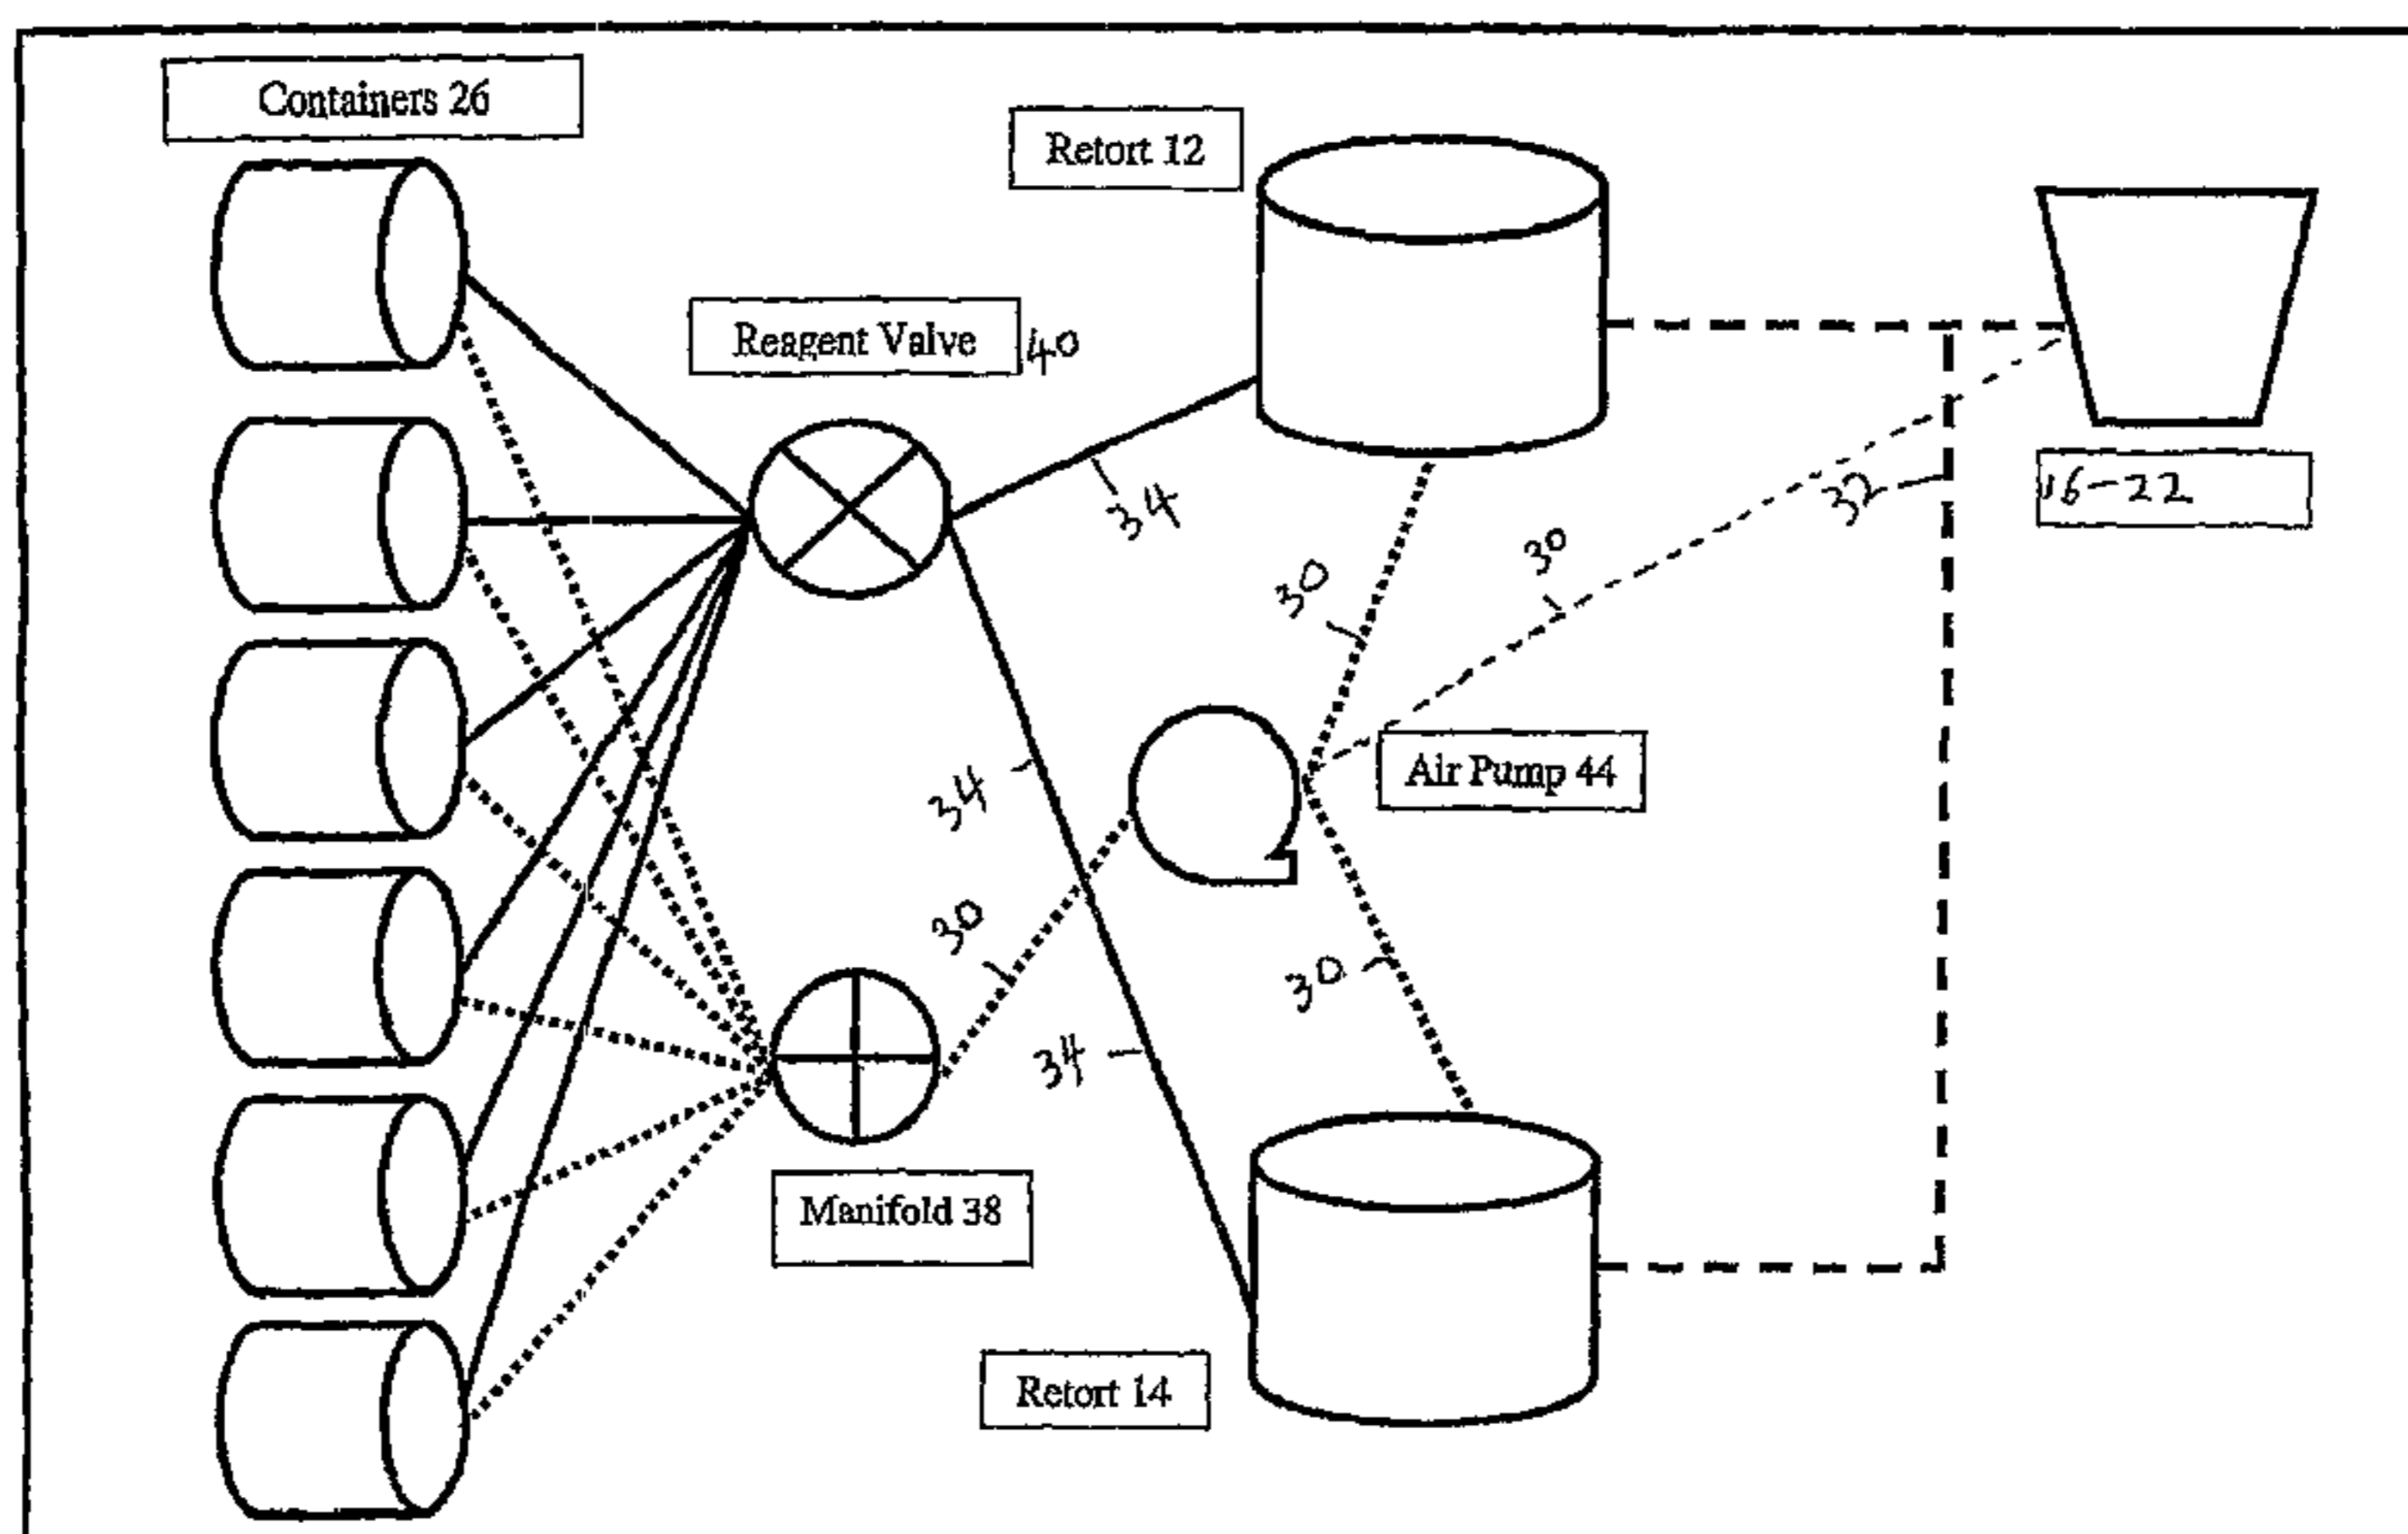 Containers 26
Retort 12
Reagent Valve 40
34
32
16-22
30
30
Air Pump 44
34
30
30
34
Manifold 38
Retort 14